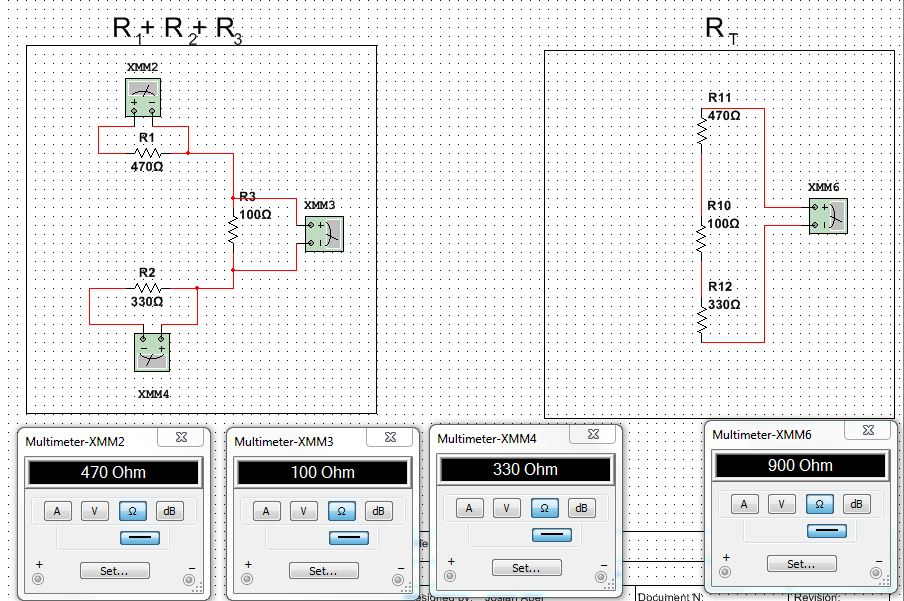 R1+ R2+ R3
RT
XMM2
+ −
R1
470Ω
R3
100Ω
XMM3
+
−
R2
330Ω
− +
XMM4
R11
470Ω
R10
100Ω
R12
330Ω
XMM6
+
−
Multimeter-XMM2
470 Ohm
A V Ω dB
+ Set... −
Multimeter-XMM3
100 Ohm
A V Ω dB
+ Set... −
Multimeter-XMM4
330 Ohm
A V Ω dB
+ Set... −
Multimeter-XMM6
900 Ohm
A V Ω dB
+ Set... −
Document N:
Revision: